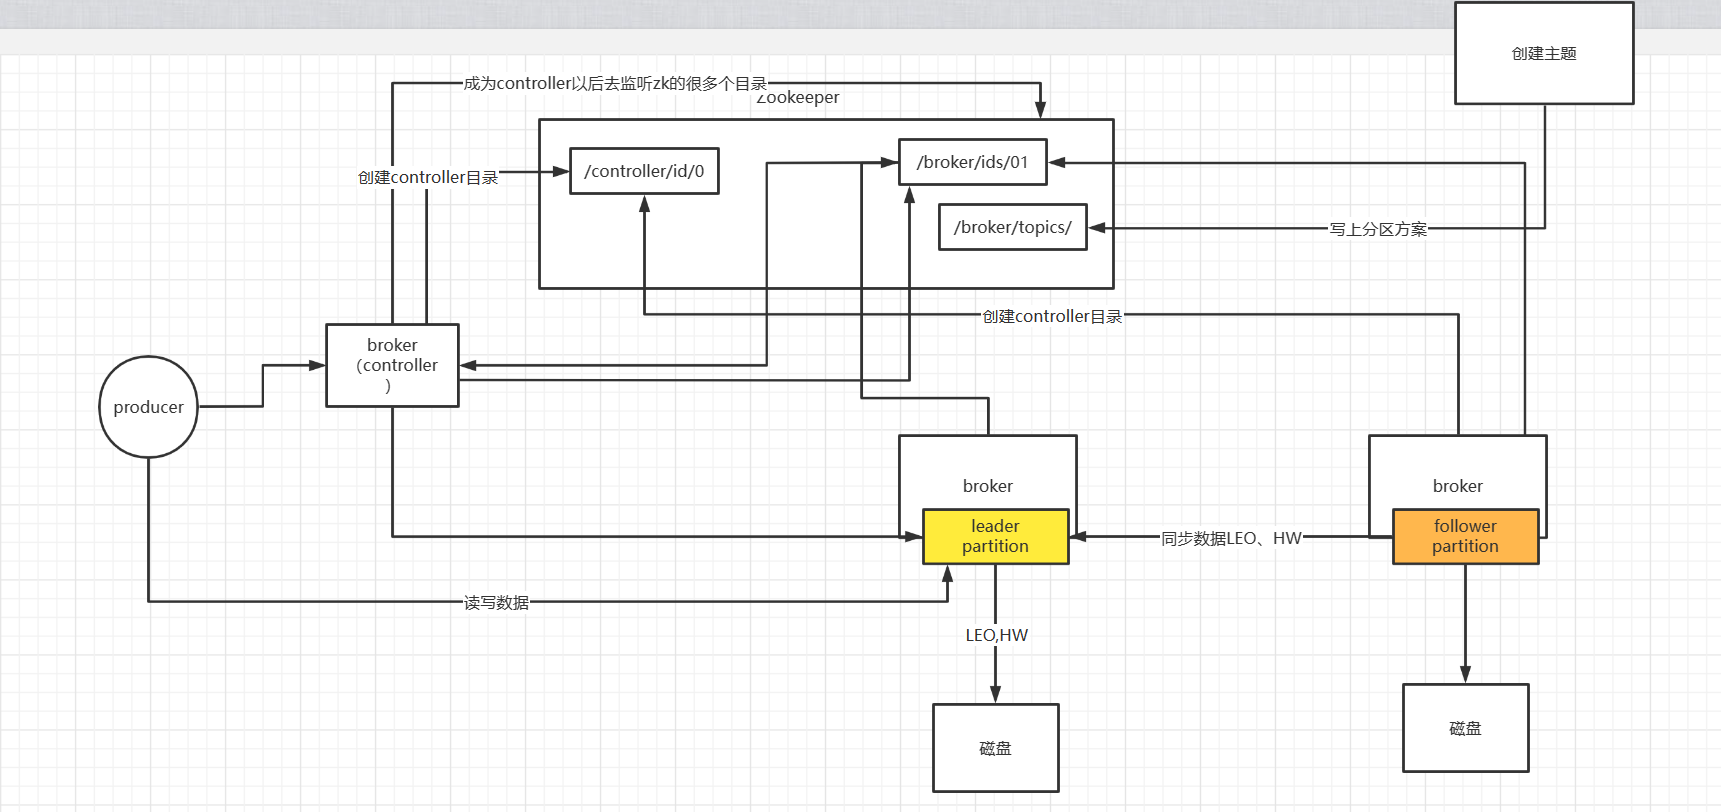 创建主题
成为controller以后去监听zk的很多个目录
Zookeeper
/controller/id/0
/broker/ids/01
创建controller目录
/broker/topics/
写上分区方案
创建controller目录
broker
（controller
）
producer
broker
broker
leader
partition
follower
partition
同步数据LEO、HW
读写数据
LEO,HW
磁盘
磁盘